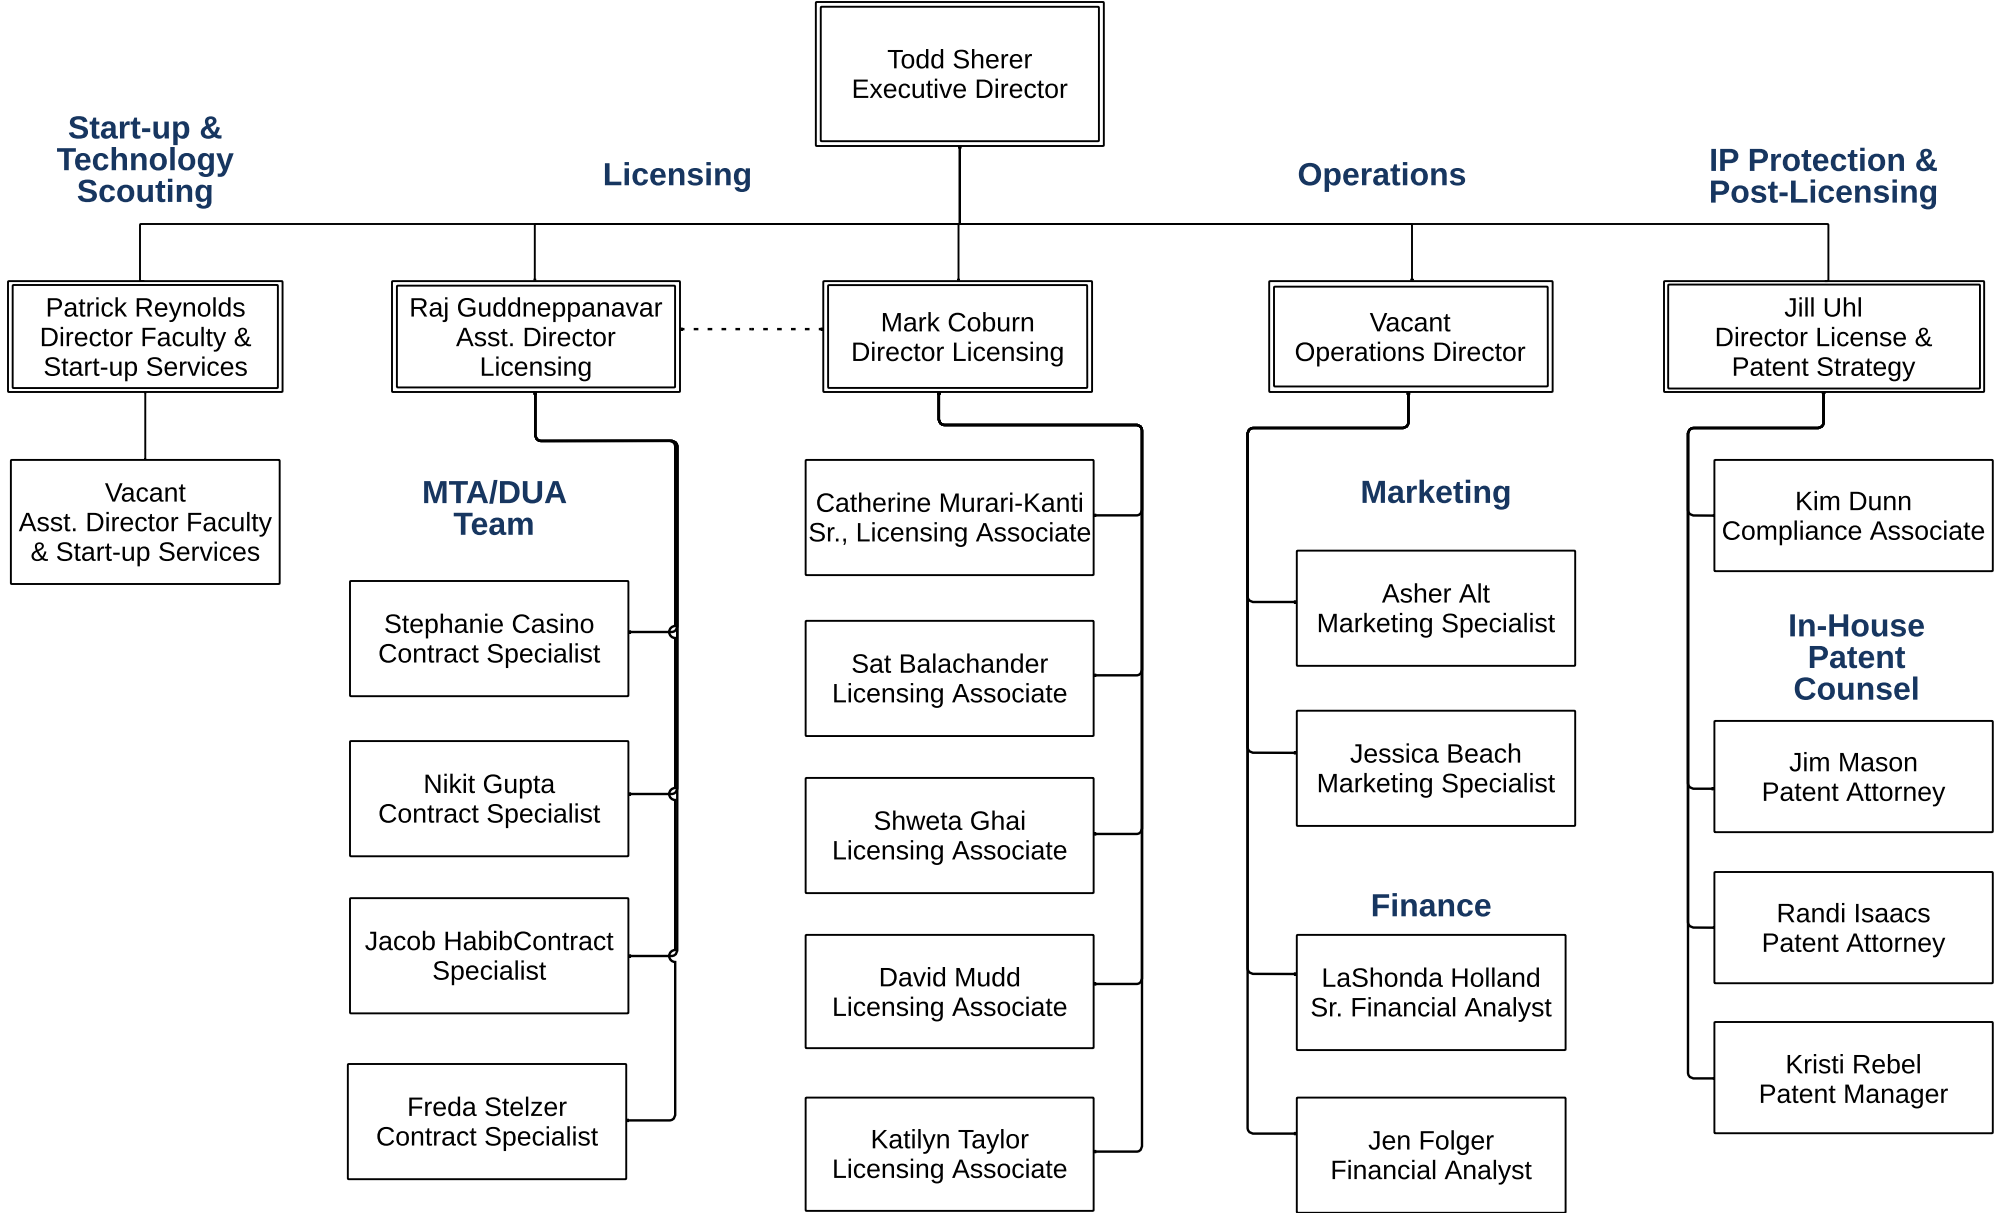 Todd Sherer
Executive Director
Start-up &
Technology
Scouting
Licensing
Operations
IP Protection &
Post-Licensing
Patrick Reynolds
Director Faculty &
Start-up Services
Raj Guddneppanavar
Asst. Director
Licensing
Mark Coburn
Director Licensing
Vacant
Operations Director
Jill Uhl
Director License &
Patent Strategy
Vacant
Asst. Director Faculty
& Start-up Services
MTA/DUA
Team
Stephanie Casino
Contract Specialist
Nikit Gupta
Contract Specialist
Jacob HabibContract
Specialist
Freda Stelzer
Contract Specialist
Catherine Murari-Kanti
Sr., Licensing Associate
Sat Balachander
Licensing Associate
Shweta Ghai
Licensing Associate
David Mudd
Licensing Associate
Katilyn Taylor
Licensing Associate
Marketing
Asher Alt
Marketing Specialist
Jessica Beach
Marketing Specialist
Finance
LaShonda Holland
Sr. Financial Analyst
Jen Folger
Financial Analyst
Kim Dunn
Compliance Associate
In-House
Patent
Counsel
Jim Mason
Patent Attorney
Randi Isaacs
Patent Attorney
Kristi Rebel
Patent Manager